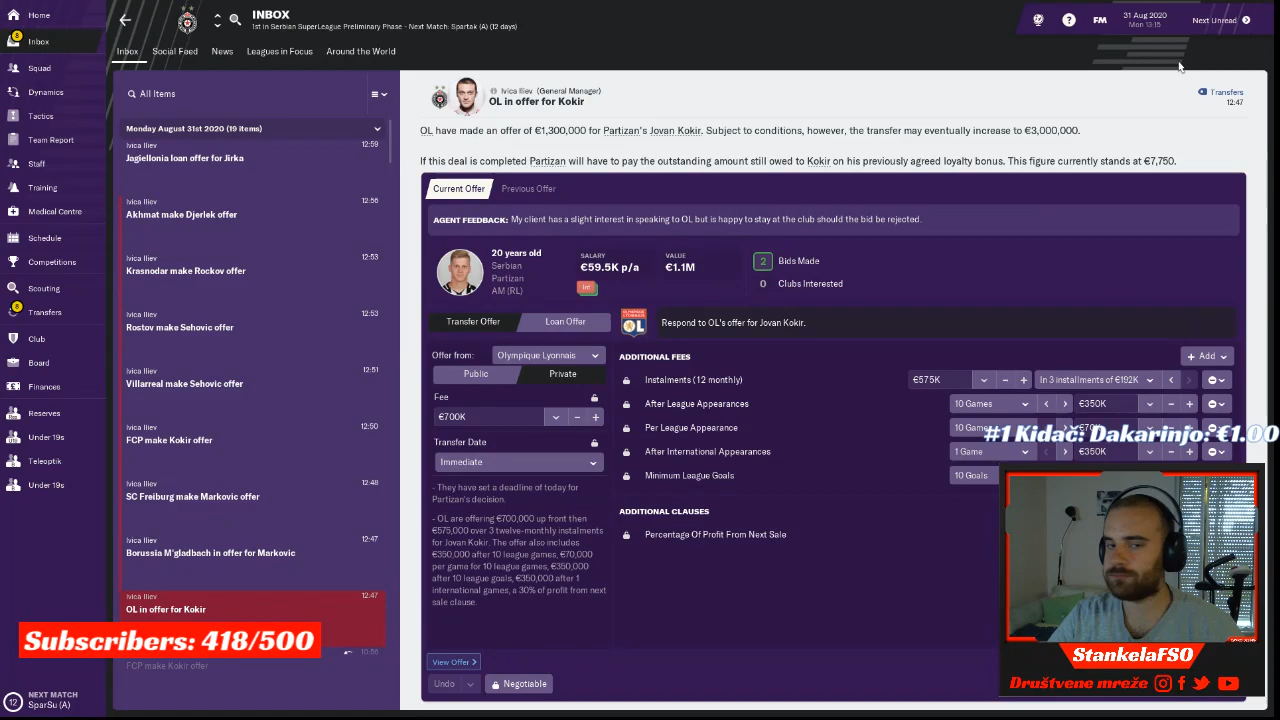 Home
INBOX
1st in Serbian SuperLeague Preliminary Phase - Next Match: Spartak (A) (12 days)
FM
31 Aug 2020
Mon 13:15
Next Unread
8
Inbox
Squad
Dynamics
Tactics
Team Report
Staff
Training
Medical Centre
Schedule
Competitions
Scouting
8
Transfers
Club
Board
Finances
Reserves
Under 19s
Teleoptik
Under 19s
12
NEXT MATCH
SparSu (A)
Inbox
Social Feed
News
Leagues in Focus
Around the World
All Items
Monday August 31st 2020 (19 items)
Ivica Iliev
12:59
Jagiellonia loan offer for Jirka
Ivica Iliev
12:56
Akhmat make Djerlek offer
Ivica Iliev
12:53
Krasnodar make Rockov offer
Ivica Iliev
12:53
Rostov make Sehovic offer
Ivica Iliev
12:51
Villarreal make Sehovic offer
Ivica Iliev
12:50
FCP make Kokir offer
Ivica Iliev
12:48
SC Freiburg make Markovic offer
Ivica Iliev
12:47
Borussia M'gladbach in offer for Markovic
Ivica Iliev
12:47
OL in offer for Kokir
10:56
FCP make Kokir offer
Subscribers: 418/500
Ivica Iliev (General Manager)
OL in offer for Kokir
Transfers
12:47
OL have made an offer of €1,300,000 for Partizan's Jovan Kokir. Subject to conditions, however, the transfer may eventually increase to €3,000,000.
If this deal is completed Partizan will have to pay the outstanding amount still owed to Kokir on his previously agreed loyalty bonus. This figure currently stands at €7,750.
Current Offer
Previous Offer
AGENT FEEDBACK: My client has a slight interest in speaking to OL but is happy to stay at the club should the bid be rejected.
20 years old
Serbian
Partizan
AM (RL)
SALARY
€59.5K p/a
Int
VALUE
€1.1M
2
Bids Made
0
Clubs Interested
Transfer Offer
Loan Offer
Respond to OL's offer for Jovan Kokir.
Offer from:
Olympique Lyonnais
Public
Private
Fee
€700K
Transfer Date
Immediate
- They have set a deadline of today for
Partizan's decision.
- OL are offering €700,000 up front then
€575,000 over 3 twelve-monthly instalments
for Jovan Kokir. The offer also includes
€350,000 after 10 league games, €70,000
per game for 10 league games, €350,000
after 10 league goals, €350,000 after 1
international games, a 30% of profit from next
sale clause.
View Offer
Undo
Negotiable
ADDITIONAL FEES
Add
Instalments (12 monthly)
€575K
In 3 installments of €192K
After League Appearances
10 Games
€350K
Per League Appearance
10
After International Appearances
1 Game
€350K
Minimum League Goals
10 Goals
ADDITIONAL CLAUSES
Percentage Of Profit From Next Sale
#1 Kidač: Dakarinjo: €1.00
StankelaFSO
Društvene mreže